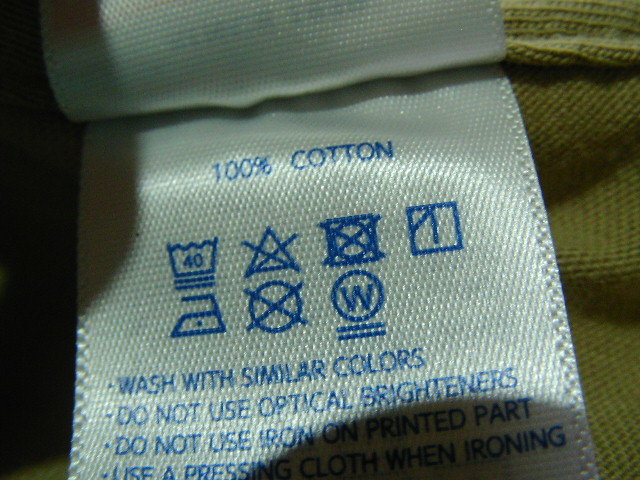 100% COTTON
40
W
· WASH WITH SIMILAR COLORS
· DO NOT USE OPTICAL BRIGHTENERS
· DO NOT USE IRON ON PRINTED PART
· USE A PRESSING CLOTH WHEN IRONING